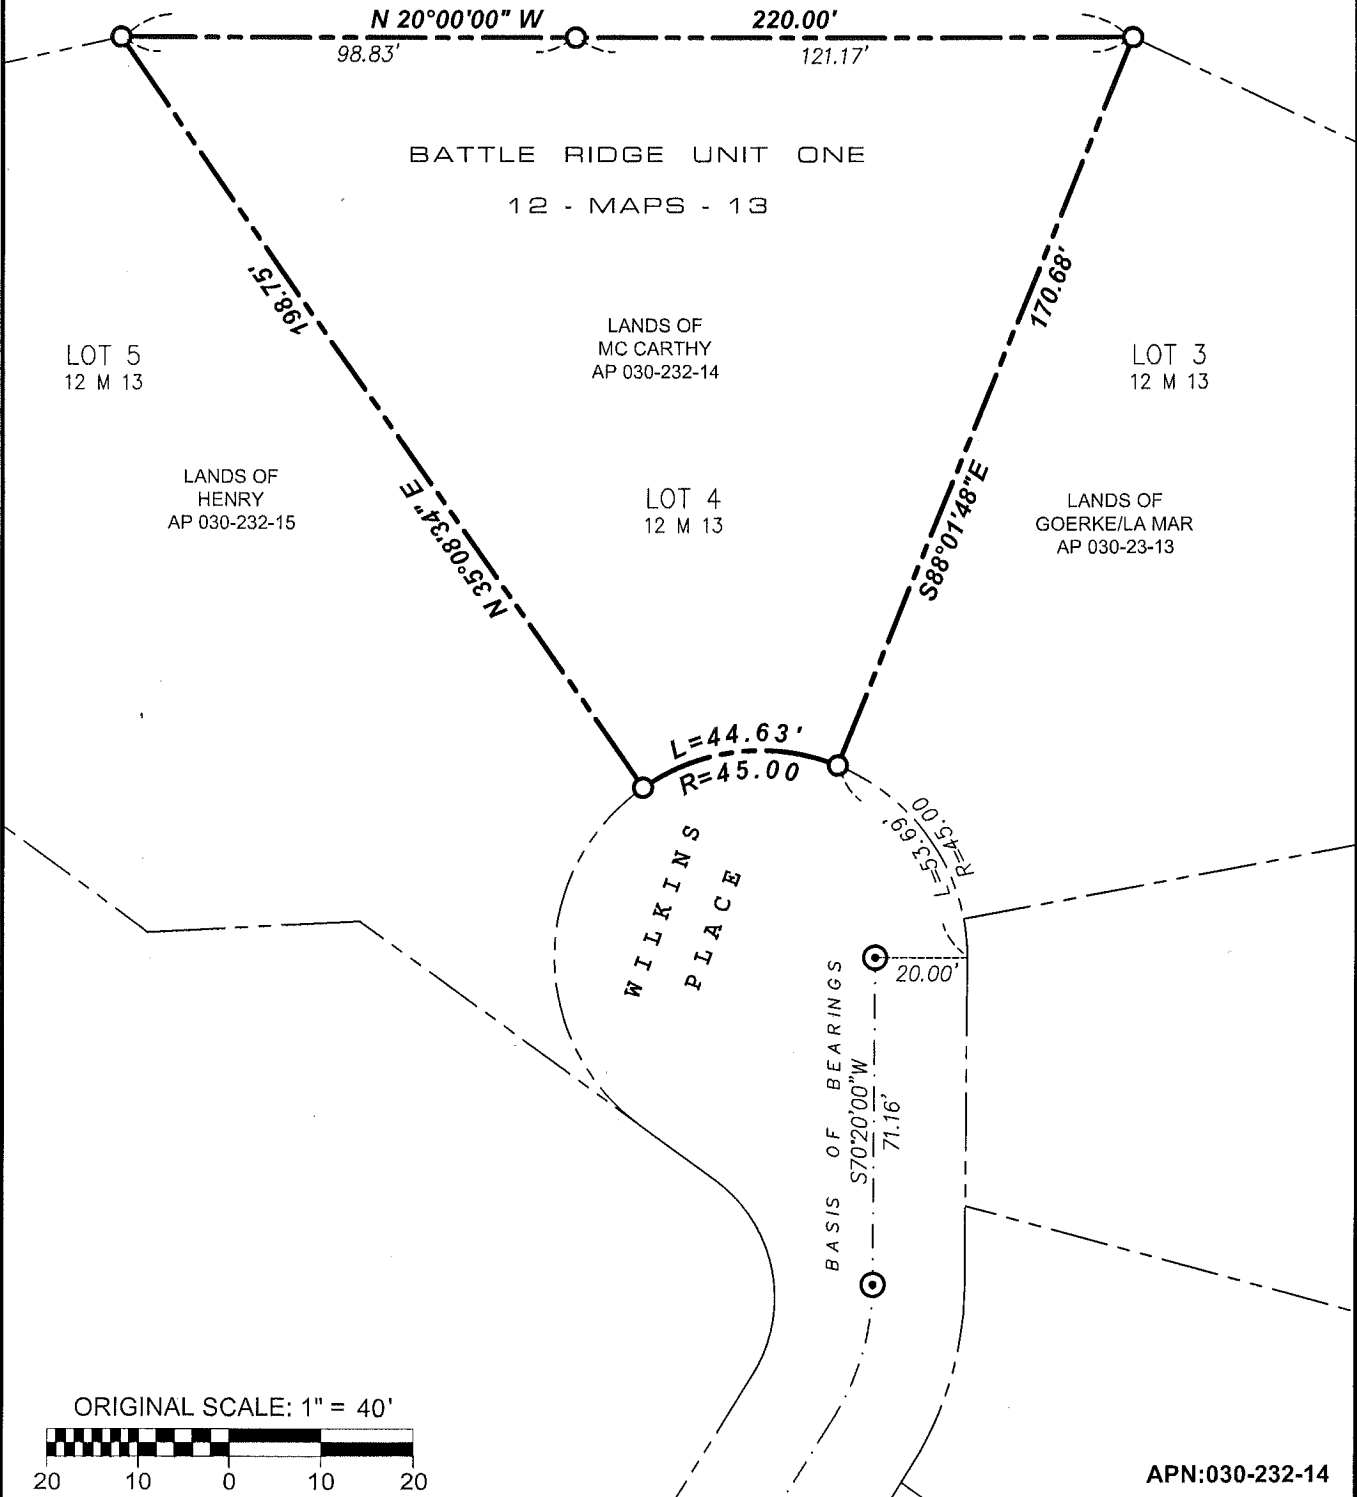 N 20°00'00" W 220.00'
98.83' 121.17'
BATTLE RIDGE UNIT ONE
12 - MAPS - 13
198.75'
170.68'
LANDS OF
MC CARTHY
AP 030-232-14
LOT 5
12 M 13
LOT 3
12 M 13
LANDS OF
HENRY
AP 030-232-15
N 35°08'34" E
LOT 4
12 M 13
S88°01'48"E
LANDS OF
GOERKE/LA MAR
AP 030-23-13
L=44.63'
R=45.00
L=53.69'
R=45.00
WILKINS
PLACE
20.00'
BASIS OF BEARINGS
S70°20'00"W
71.16'
ORIGINAL SCALE: 1" = 40'
20 10 0 10 20
APN:030-232-14